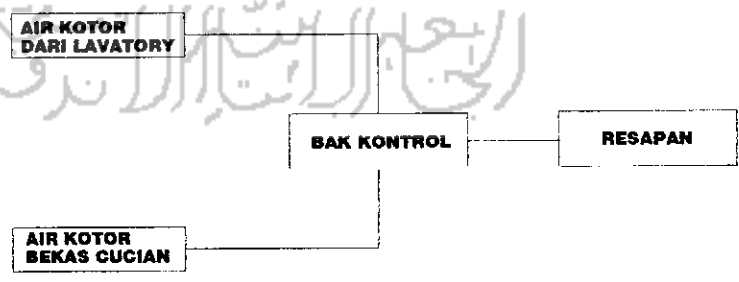 AIR KOTOR
DARI LAVATORY
BAK KONTROL
RESAPAN
AIR KOTOR
BEKAS CUCIAN